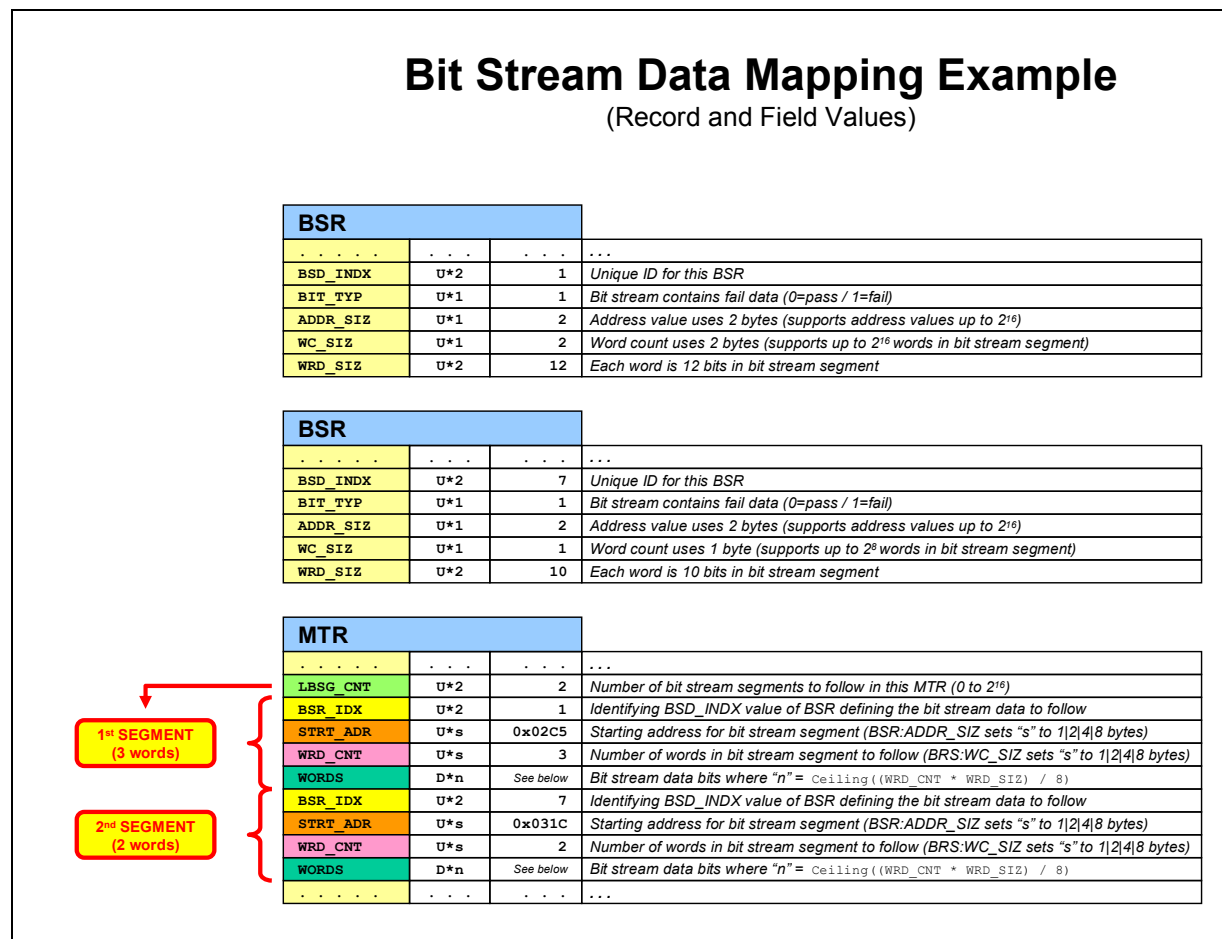 Bit Stream Data Mapping Example
(Record and Field Values)
BSR
. . . . . . . . . . . ...
BSD_INDX U*2 1 Unique ID for this BSR
BIT_TYP U*1 1 Bit stream contains fail data (0=pass / 1=fail)
ADDR_SIZ U*1 2 Address value uses 2 bytes (supports address values up to 2¹⁶)
WC_SIZ U*1 2 Word count uses 2 bytes (supports up to 2¹⁶ words in bit stream segment)
WRD_SIZ U*2 12 Each word is 12 bits in bit stream segment
BSR
. . . . . . . . . . . ...
BSD_INDX U*2 7 Unique ID for this BSR
BIT_TYP U*1 1 Bit stream contains fail data (0=pass / 1=fail)
ADDR_SIZ U*1 2 Address value uses 2 bytes (supports address values up to 2¹⁶)
WC_SIZ U*1 1 Word count uses 1 byte (supports up to 2⁸ words in bit stream segment)
WRD_SIZ U*2 10 Each word is 10 bits in bit stream segment
MTR
. . . . . . . . . . . ...
LBSG_CNT U*2 2 Number of bit stream segments to follow in this MTR (0 to 2¹⁶)
BSR_IDX U*2 1 Identifying BSD_INDX value of BSR defining the bit stream data to follow
1st SEGMENT
(3 words)
STRT_ADR U*s 0x02C5 Starting address for bit stream segment (BSR:ADDR_SIZ sets “s” to 1|2|4|8 bytes)
WRD_CNT U*s 3 Number of words in bit stream segment to follow (BRS:WC_SIZ sets “s” to 1|2|4|8 bytes)
WORDS D*n See below Bit stream data bits where “n” = Ceiling((WRD_CNT * WRD_SIZ) / 8)
BSR_IDX U*2 7 Identifying BSD_INDX value of BSR defining the bit stream data to follow
2nd SEGMENT
(2 words)
STRT_ADR U*s 0x031C Starting address for bit stream segment (BSR:ADDR_SIZ sets “s” to 1|2|4|8 bytes)
WRD_CNT U*s 2 Number of words in bit stream segment to follow (BRS:WC_SIZ sets “s” to 1|2|4|8 bytes)
WORDS D*n See below Bit stream data bits where “n” = Ceiling((WRD_CNT * WRD_SIZ) / 8)
. . . . . . . . . . . ...